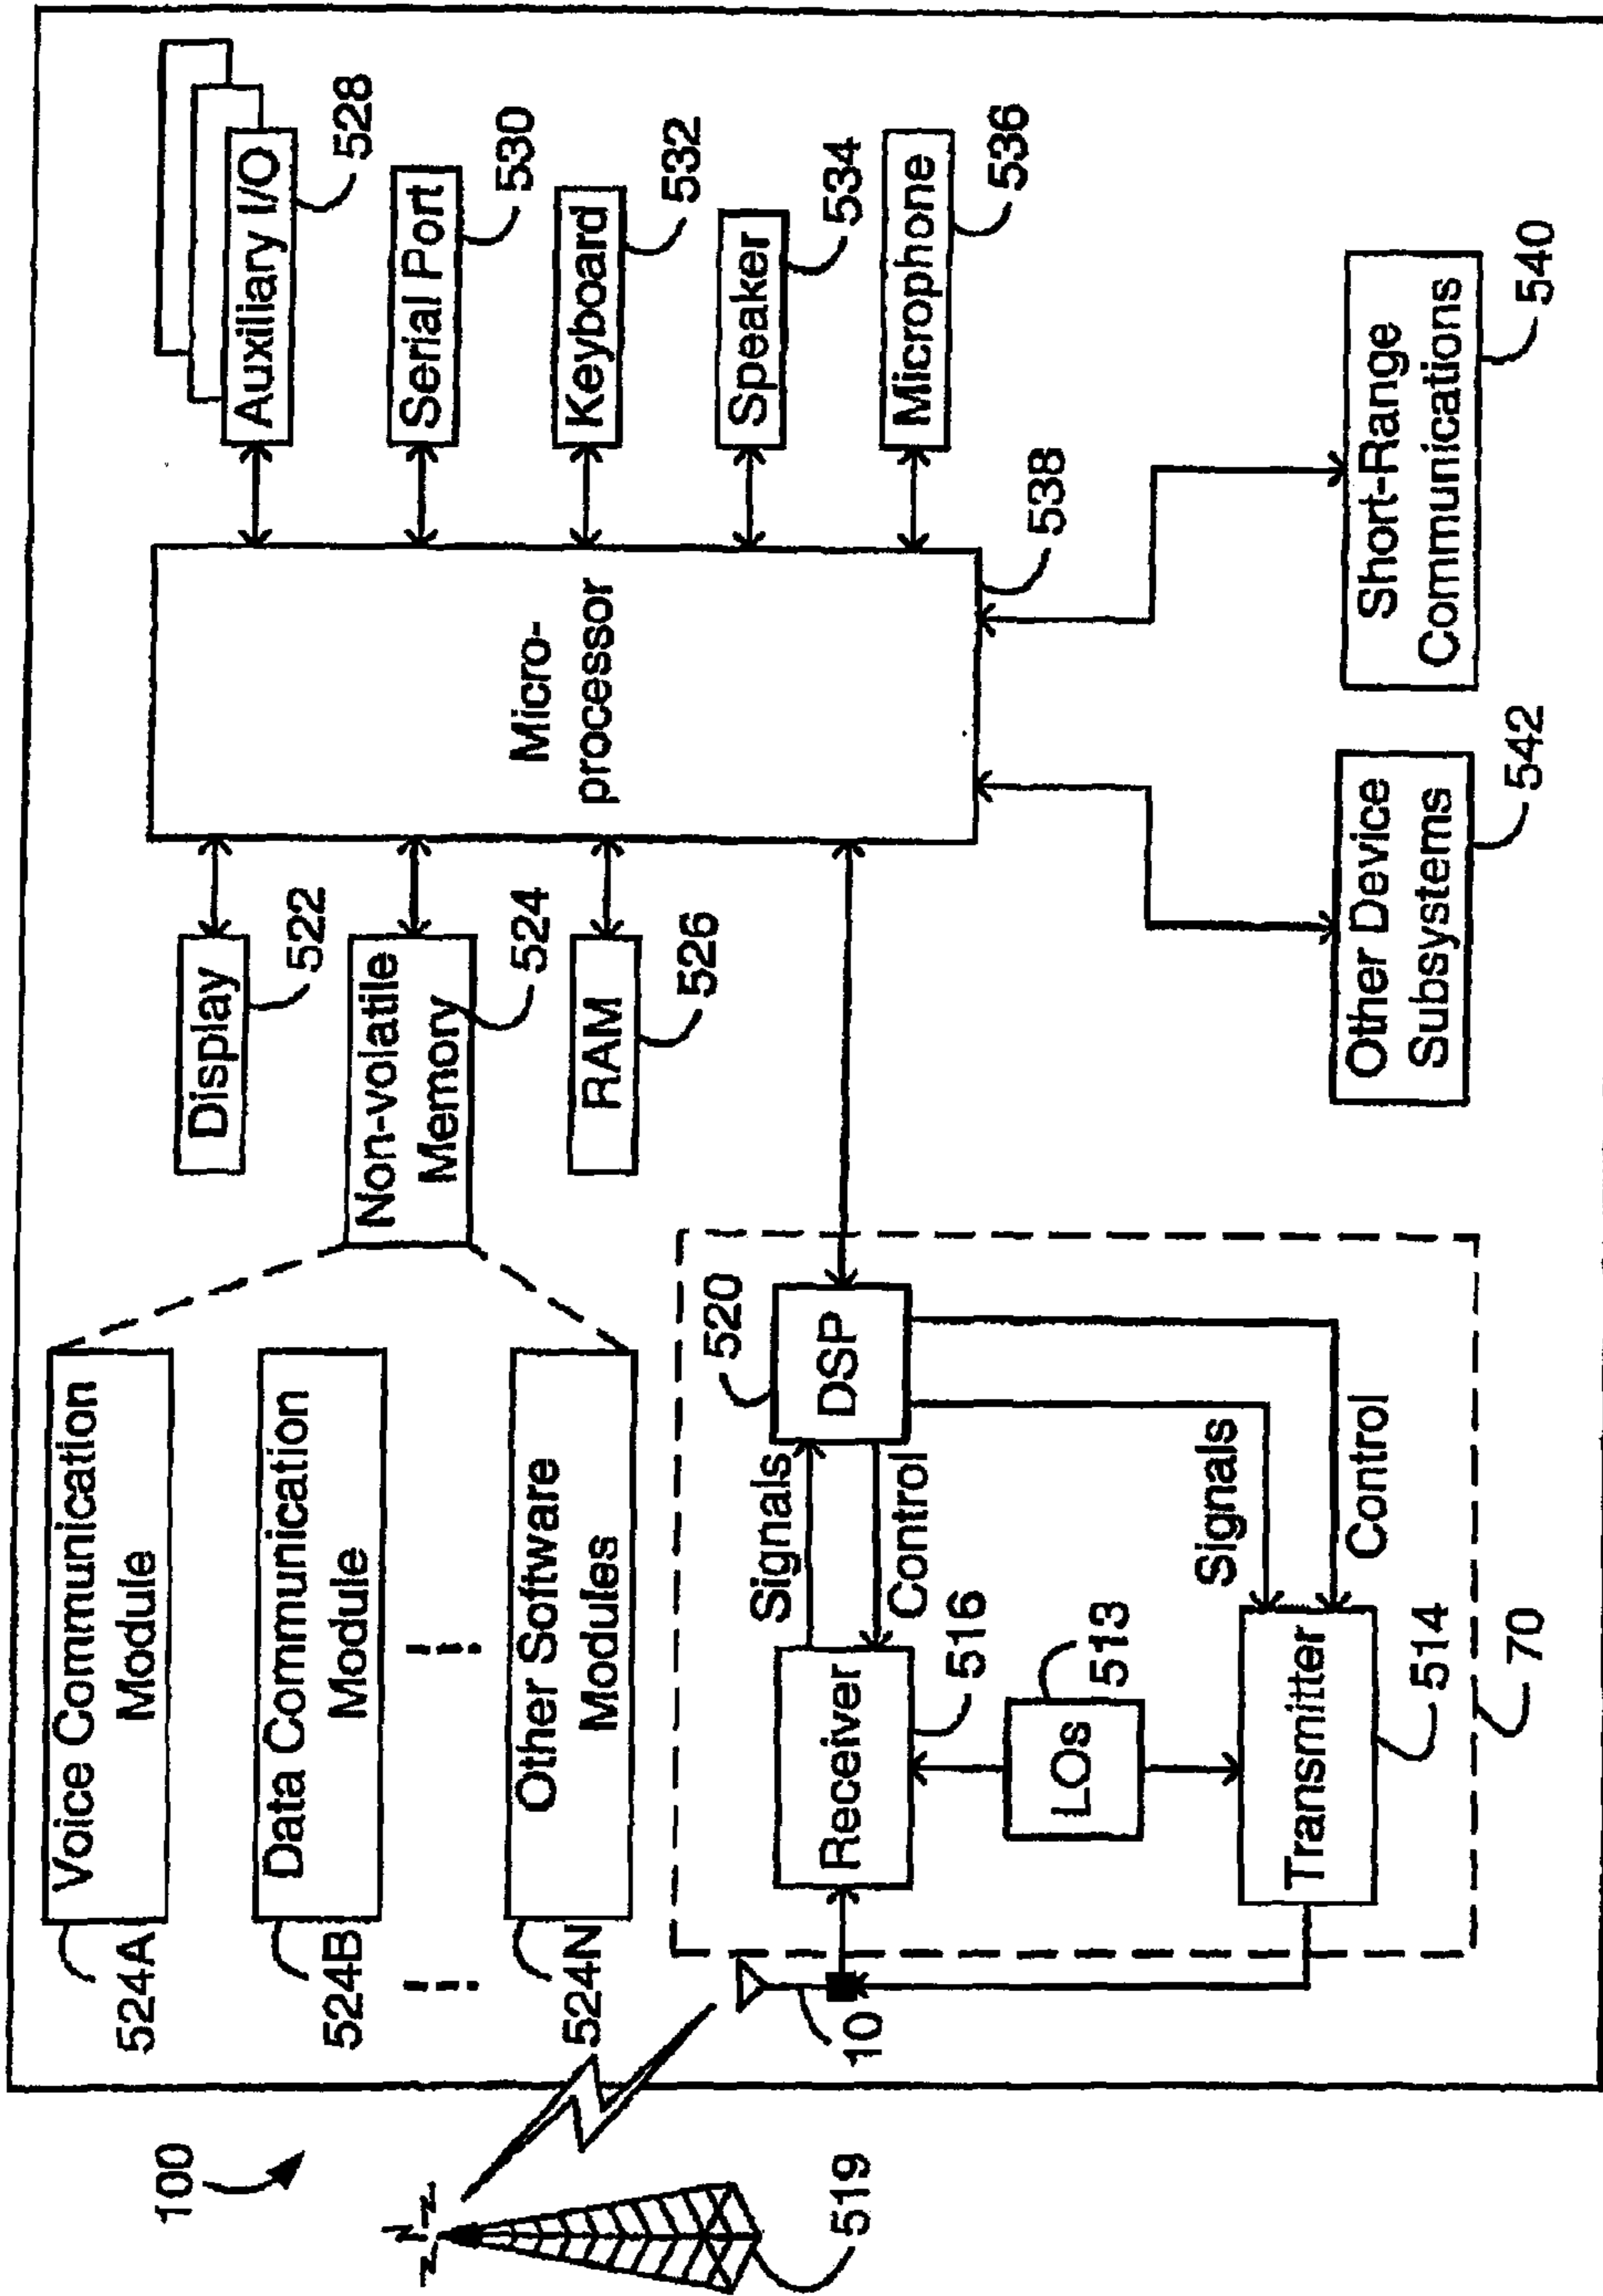 100
519
Voice Communication
Module
524A
Data Communication
Module
524B
Other Software
Modules
524N
Display
522
Non-volatile
Memory
524
RAM
526
Micro-
processor
538
Auxiliary I/O
528
Serial Port
530
Keyboard
532
Speaker
534
Microphone
536
10
Receiver
516
Signals
Control
DSP
520
LOs
513
Signals
Control
Transmitter
514
70
Other Device
Subsystems
542
Short-Range
Communications
540